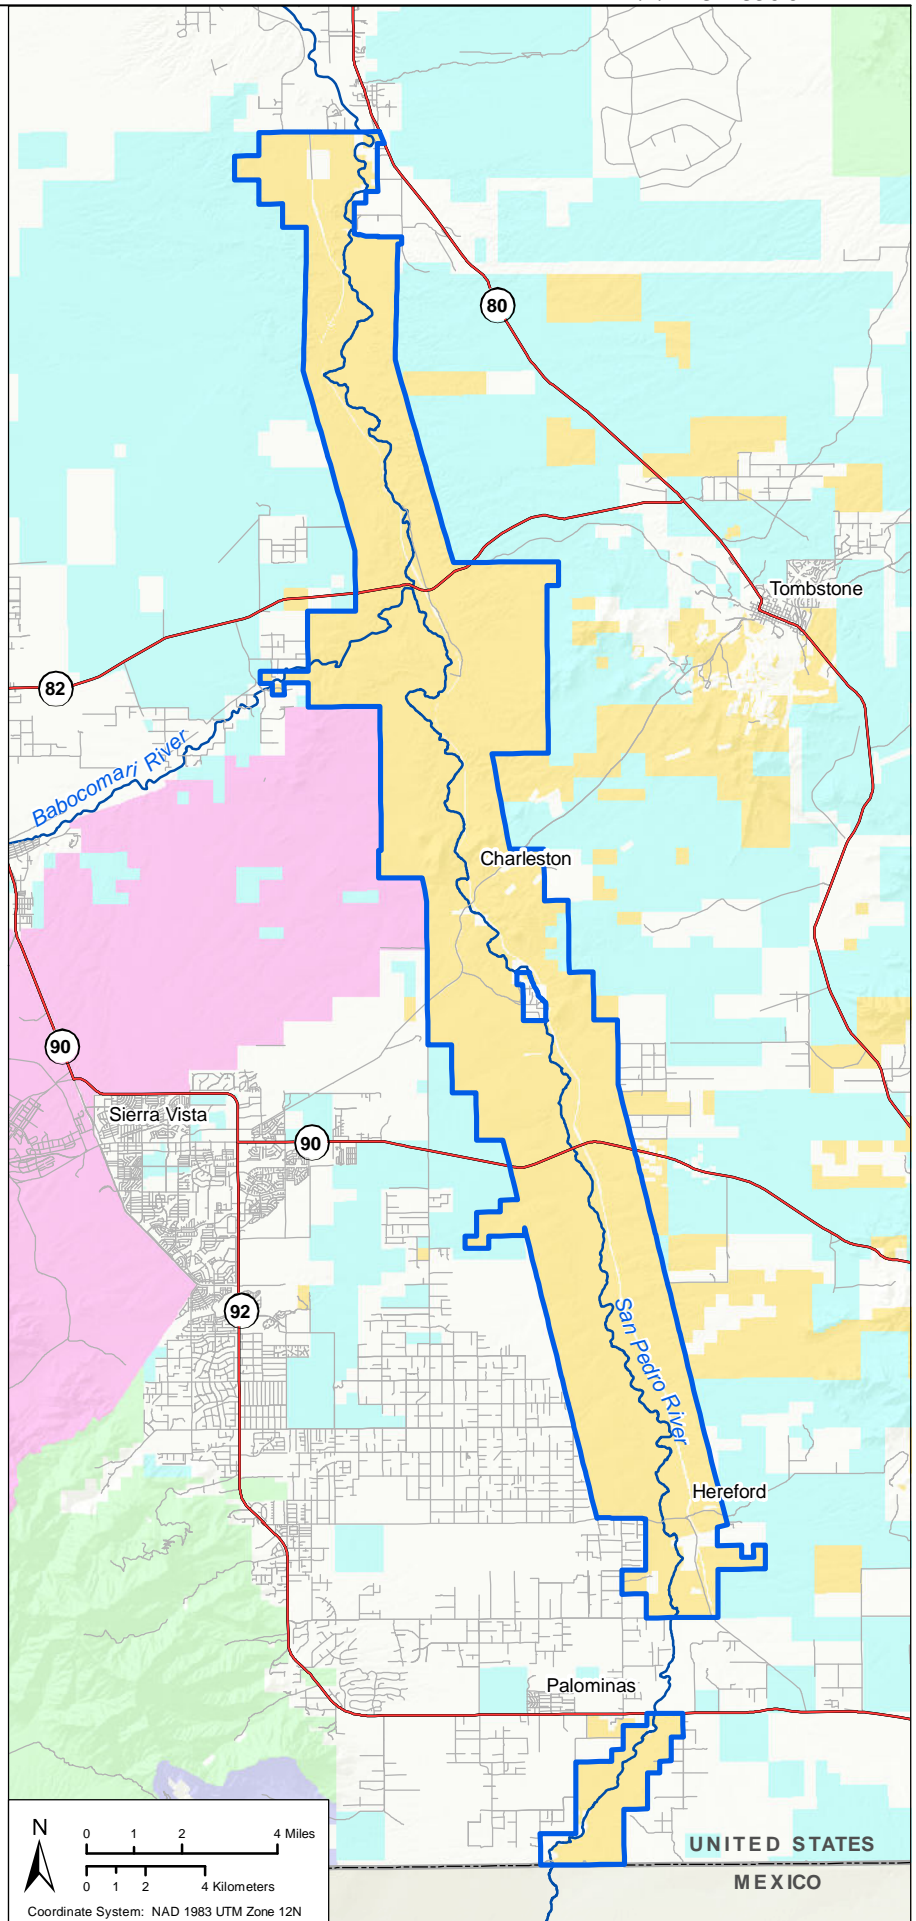 80
Tombstone
82
Babocomari River
Charleston
90
Sierra Vista
90
92
San Pedro River
Hereford
Palominas
UNITED STATES
MEXICO
N
0 1 2 4 Miles
0 1 2 4 Kilometers
Coordinate System: NAD 1983 UTM Zone 12N